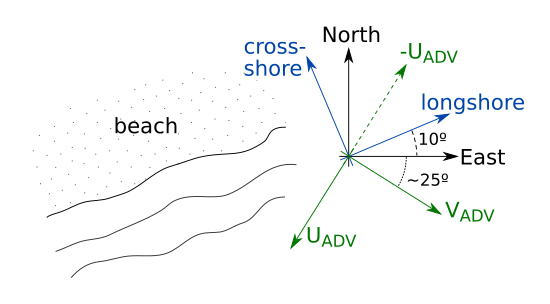 North
cross-
shore
-U_ADV
longshore
beach
10º
East
~25º
V_ADV
U_ADV